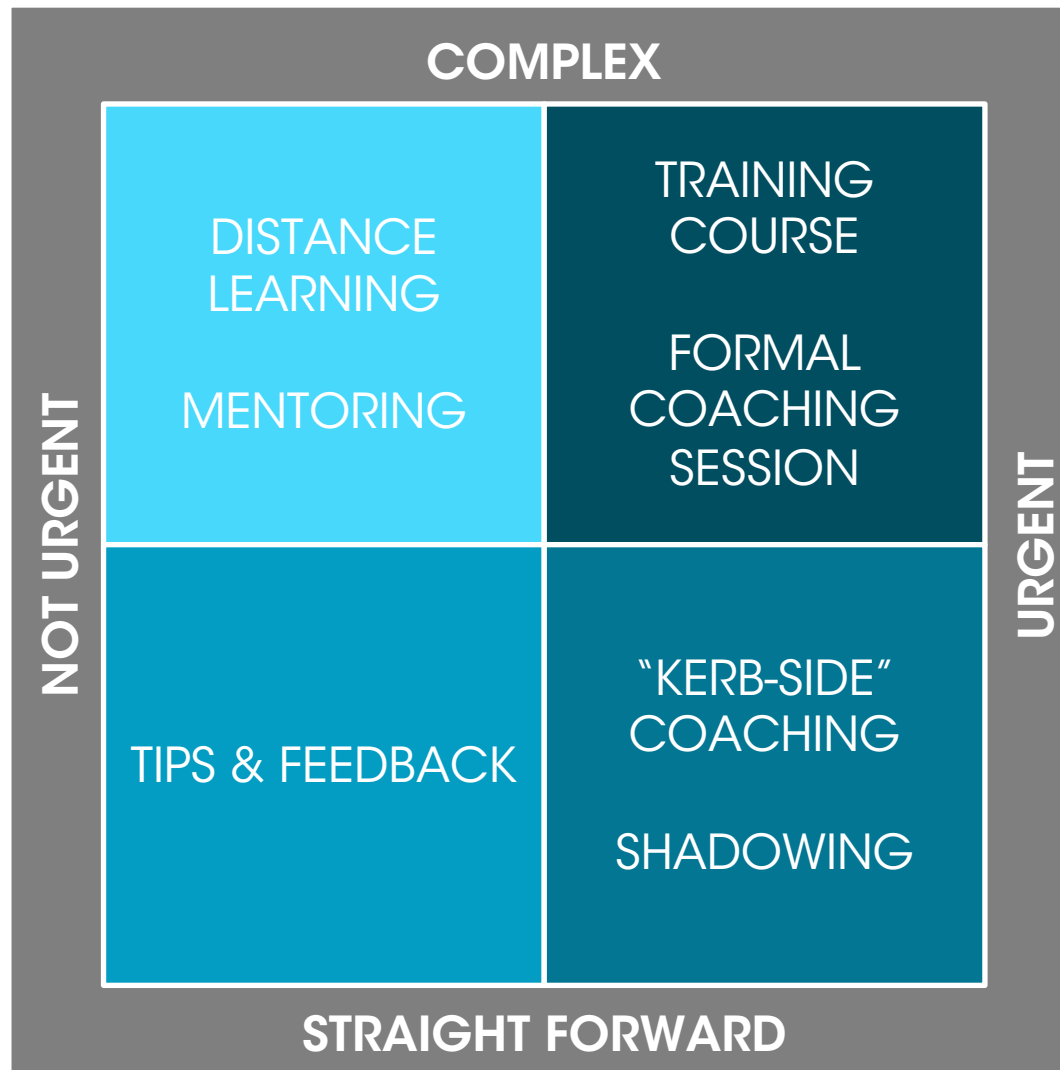 COMPLEX
NOT URGENT
DISTANCE
LEARNING
MENTORING
TRAINING
COURSE
FORMAL
COACHING
SESSION
URGENT
TIPS & FEEDBACK
“KERB-SIDE”
COACHING
SHADOWING
STRAIGHT FORWARD